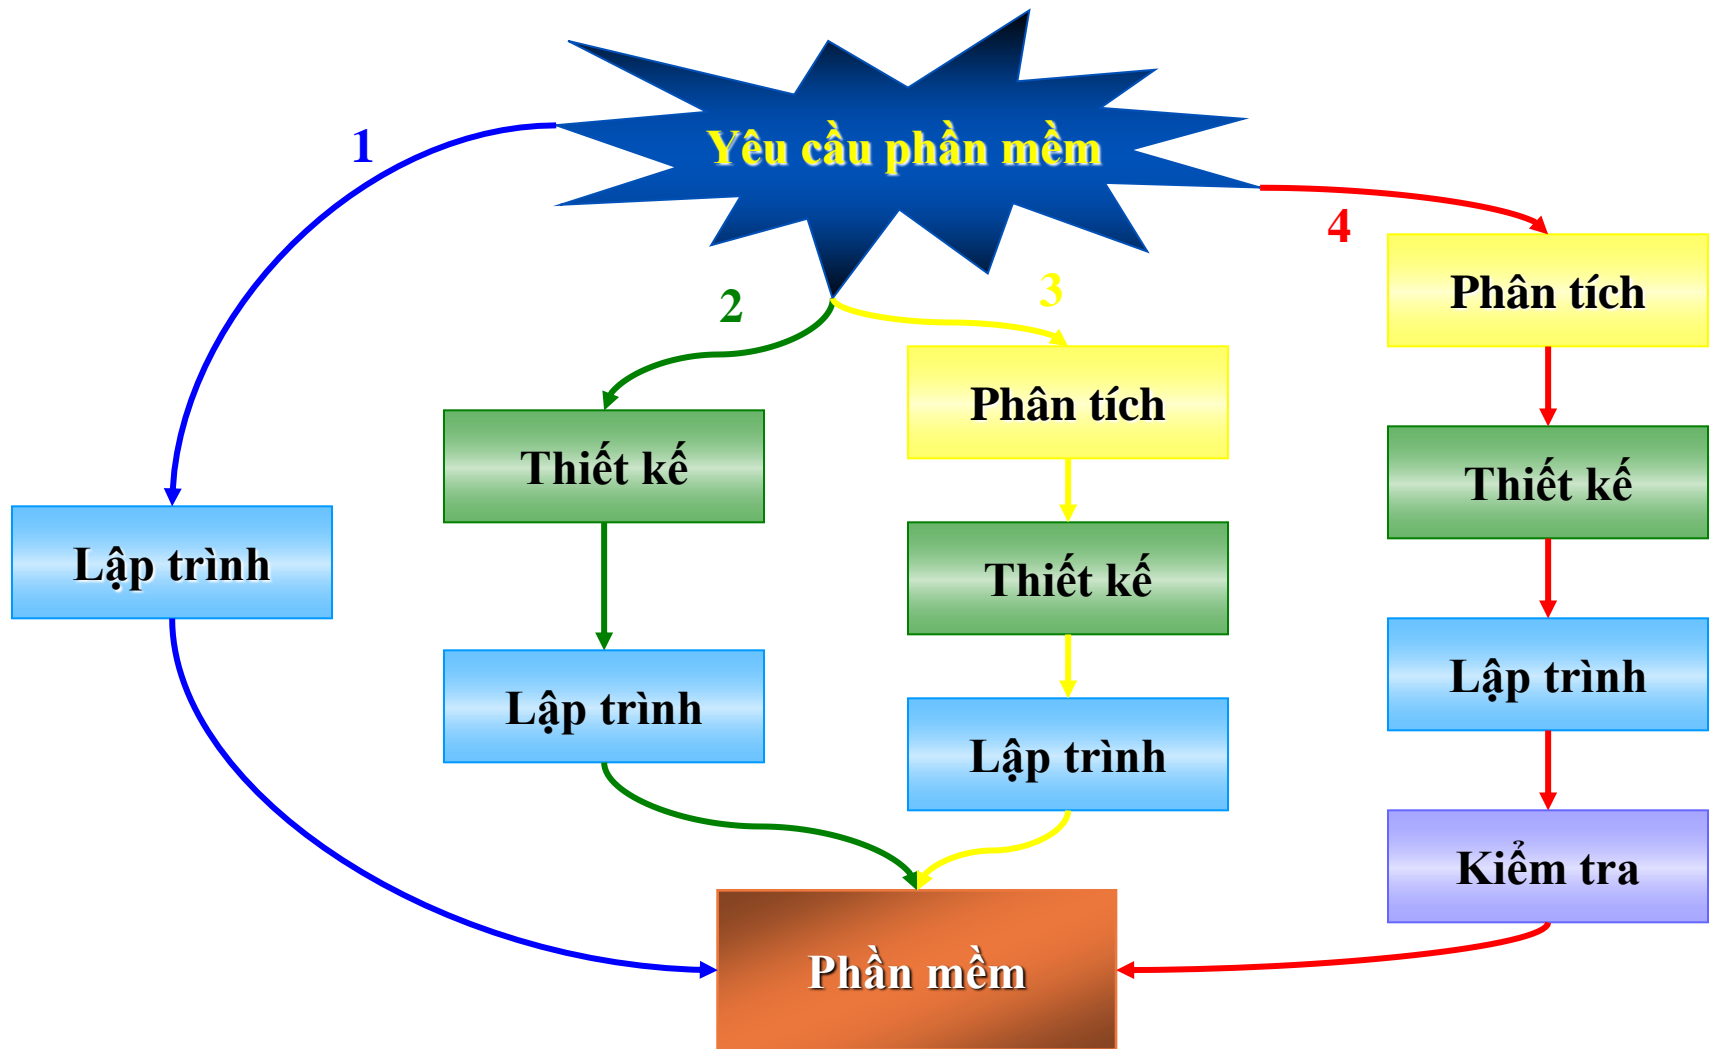 Yêu cầu phần mềm
1
2
3
4
Lập trình
Thiết kế
Lập trình
Phân tích
Thiết kế
Lập trình
Phân tích
Thiết kế
Lập trình
Kiểm tra
Phần mềm